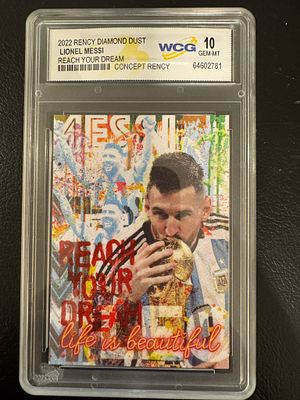 2022 RENCY DIAMOND DUST
LIONEL MESSI
REACH YOUR DREAM
CONCEPT RENCY
WCG
10
GEM-MT
64602781
MESSI
REACH
YOUR
DREAM
life is beautiful